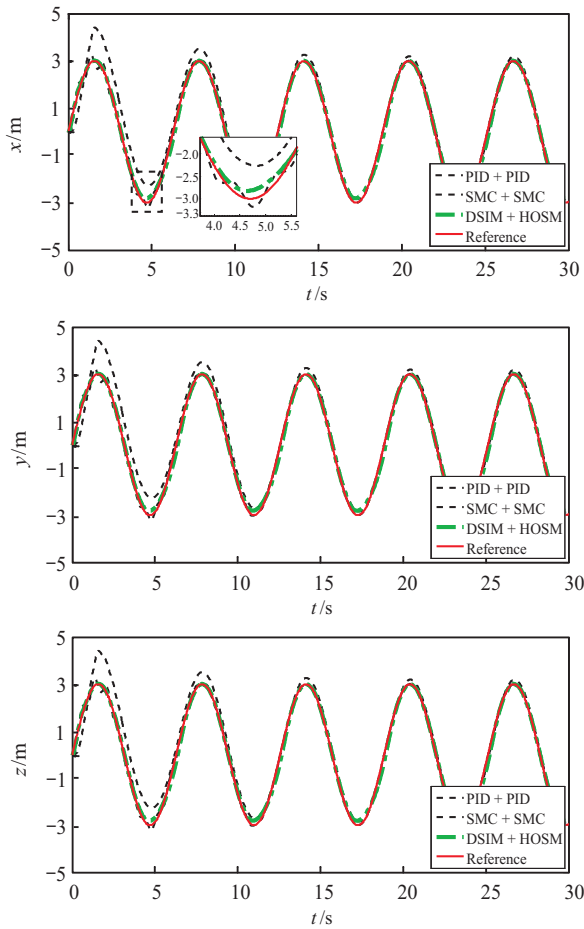 5
3
1
−1
−3
−5
x/m
−2.0
−2.5
−3.0
−3.3
4.0
4.5
5.0
5.5
PID + PID
SMC + SMC
DSIM + HOSM
Reference
0
5
10
15
20
25
30
t/s
5
3
1
−1
−3
−5
y/m
PID + PID
SMC + SMC
DSIM + HOSM
Reference
0
5
10
15
20
25
30
t/s
5
3
1
−1
−3
−5
z/m
PID + PID
SMC + SMC
DSIM + HOSM
Reference
0
5
10
15
20
25
30
t/s